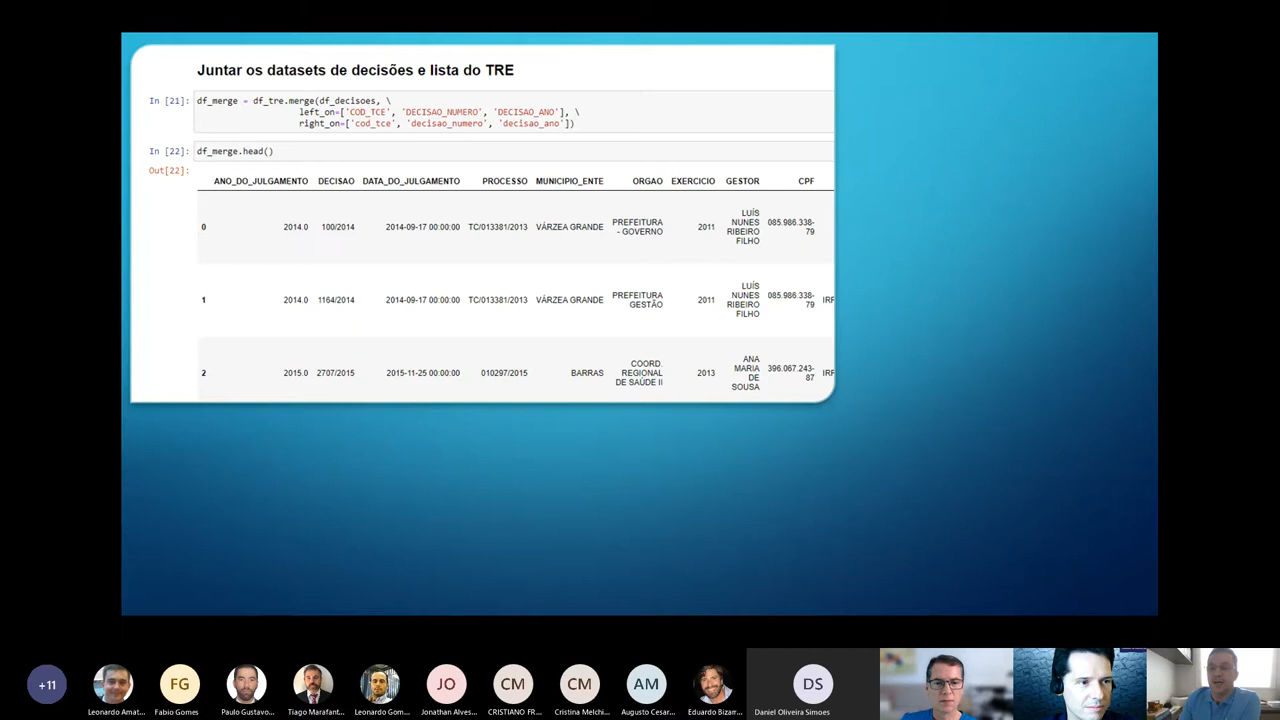 Juntar os datasets de decisões e lista do TRE
In [21]: df_merge = df_tre.merge(df_decisoes, \
left_on=['COD_TCE', 'DECISAO_NUMERO', 'DECISAO_ANO'], \
right_on=['cod_tce', 'decisao_numero', 'decisao_ano'])
In [22]: df_merge.head()
Out[22]:
ANO_DO_JULGAMENTO DECISAO DATA_DO_JULGAMENTO PROCESSO MUNICIPIO_ENTE ORGAO EXERCICIO GESTOR CPF
0 2014.0 100/2014 2014-09-17 00:00:00 TC/013381/2013 VÁRZEA GRANDE PREFEITURA - GOVERNO 2011 LUÍS NUNES RIBEIRO FILHO 085.986.338-79
1 2014.0 1164/2014 2014-09-17 00:00:00 TC/013381/2013 VÁRZEA GRANDE PREFEITURA GESTÃO 2011 LUÍS NUNES RIBEIRO FILHO 085.986.338-79 IRF
2 2015.0 2707/2015 2015-11-25 00:00:00 010297/2015 BARRAS COORD. REGIONAL DE SAÚDE II 2013 ANA MARIA DE SOUSA 396.067.243-87 IRF
+11 FG JO CM CM AM DS
Leonardo Amat... Fabio Gomes Paulo Gustavo... Tiago Marafant... Leonardo Gom... Jonathan Alves... CRISTIANO FR... Cristina Melchi... Augusto Cesar... Eduardo Bizarr... Daniel Oliveira Simoes